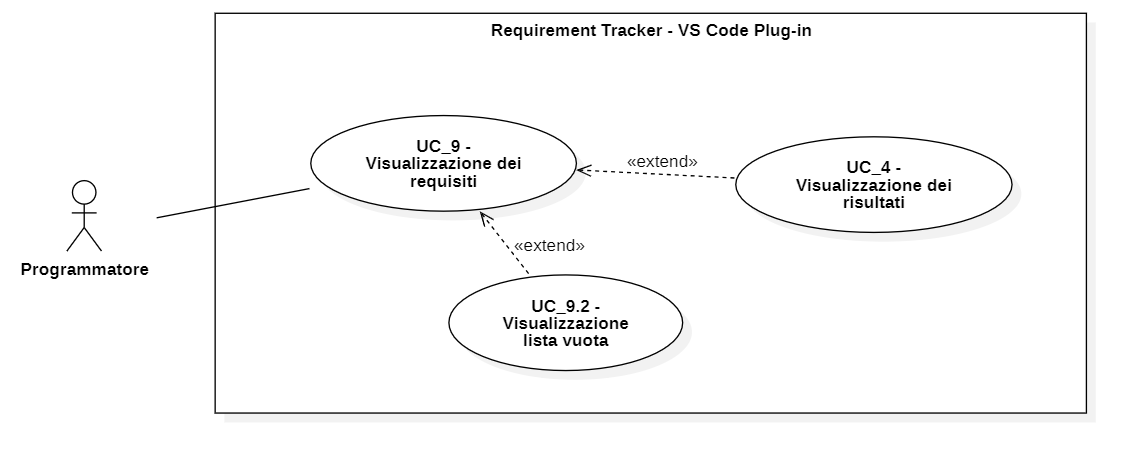 Requirement Tracker - VS Code Plug-in
UC_9 -
Visualizzazione dei
requisiti
«extend»
UC_4 -
Visualizzazione dei
risultati
Programmatore
«extend»
UC_9.2 -
Visualizzazione
lista vuota